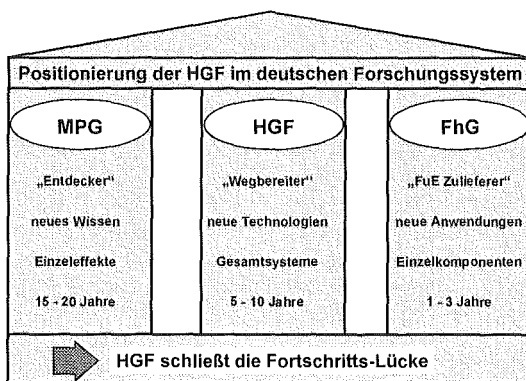 Positionierung der HGF im deutschen Forschungssystem
MPG
„Entdecker“
neues Wissen
Einzeleffekte
15 - 20 Jahre
HGF
„Wegbereiter“
neue Technologien
Gesamtsysteme
5 - 10 Jahre
FhG
„FuE Zulieferer“
neue Anwendungen
Einzelkomponenten
1 - 3 Jahre
HGF schließt die Fortschritts-Lücke